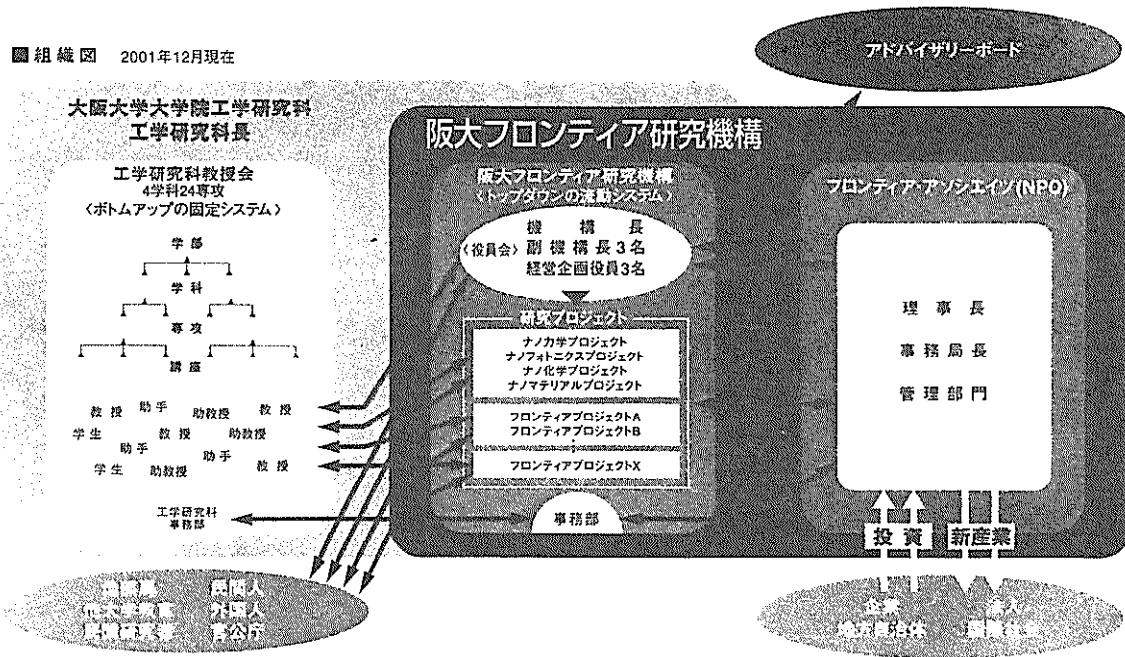 ■組織図 2001年12月現在
アドバイザリーボード
大阪大学大学院工学研究科
工学研究科長
工学研究科教授会
4学科24専攻
〈ボトムアップの固定システム〉
学部
学科
専攻
講座
教授 助手 助教授 教授
学生 教授 助教授
助手 助手
学生 助教授 教授
工学研究科
事務部
阪大フロンティア研究機構
阪大フロンティア研究機構
〈トップダウンの流動システム〉
機構長
〈役員会〉副機構長3名
経営企画役員3名
研究プロジェクト
ナノ力学プロジェクト
ナノフォトニクスプロジェクト
ナノ化学プロジェクト
ナノマテリアルプロジェクト
フロンティアプロジェクトA
フロンティアプロジェクトB
フロンティアプロジェクトX
事務部
フロンティア・アソシエイツ(NPO)
理事長
事務局長
管理部門
投資 新産業
民間人
他大学教官 外国人
官公庁
企業 法人
地方自治体